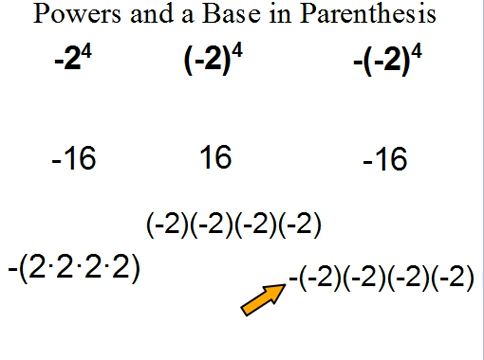 Powers and a Base in Parenthesis
-2⁴ (-2)⁴ -(-2)⁴
-16 16 -16
(-2)(-2)(-2)(-2)
-(2·2·2·2)
-(-2)(-2)(-2)(-2)